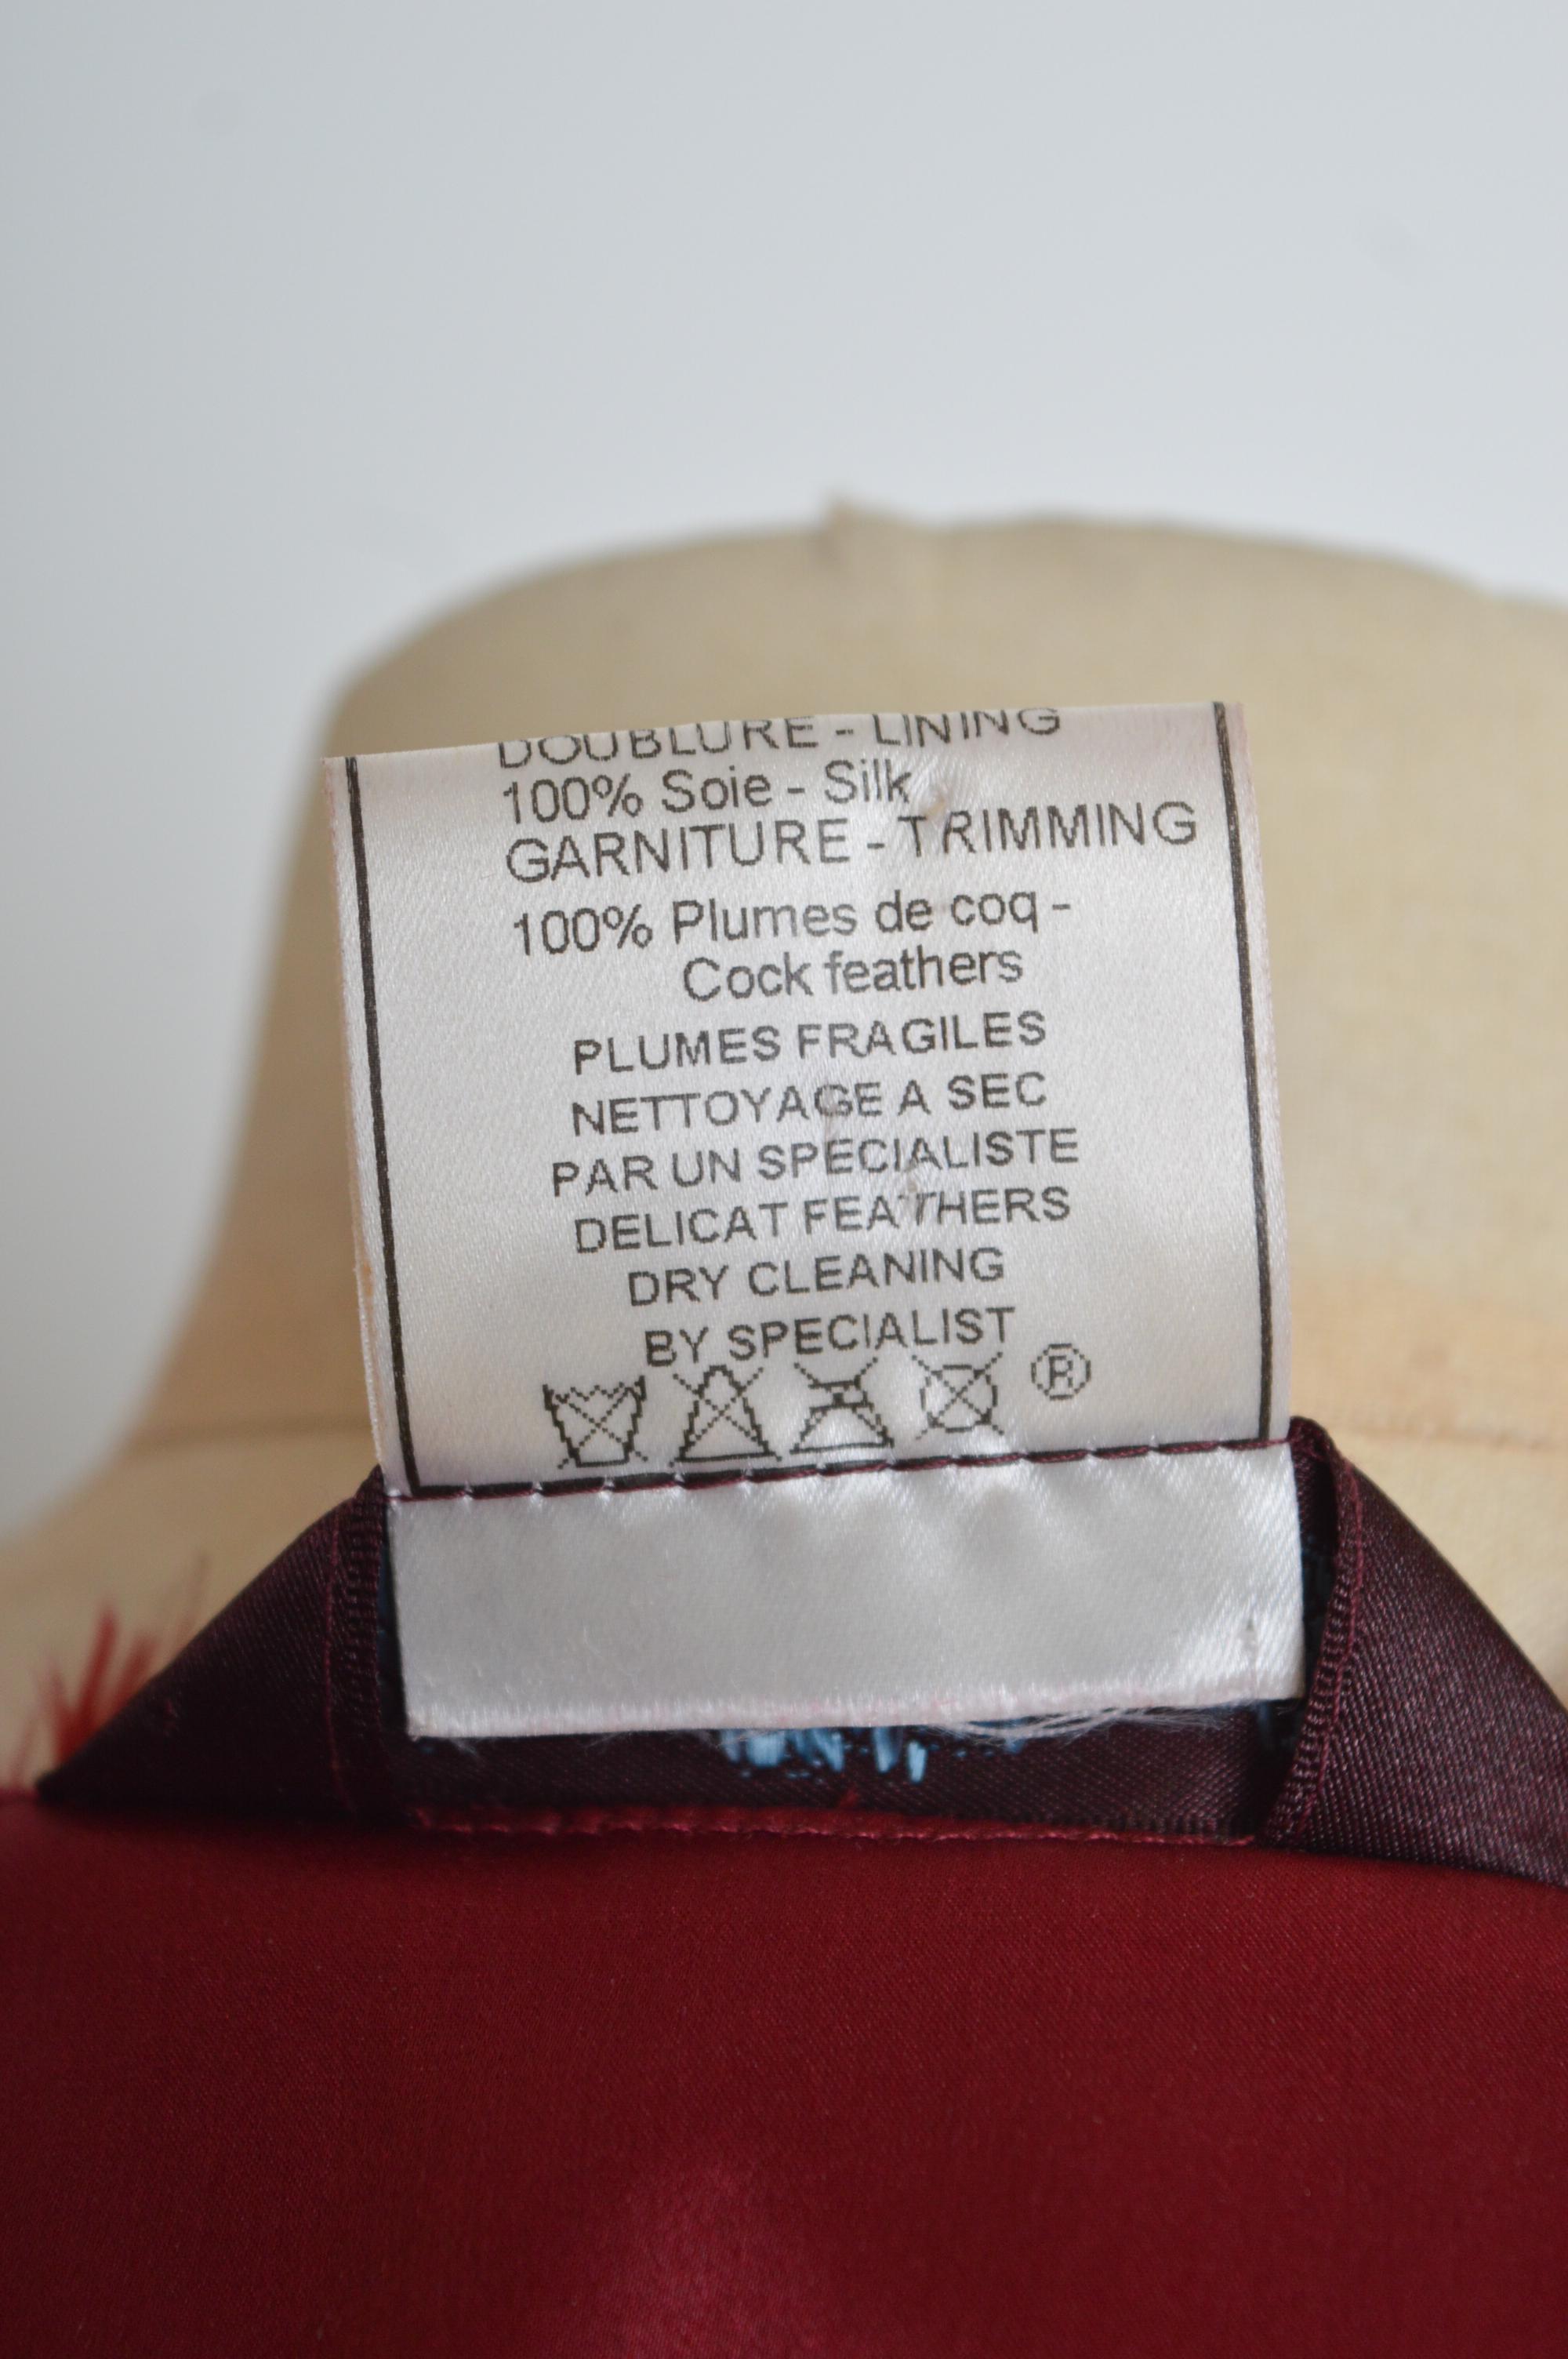 DOUBLURE - LINING
100% Soie - Silk
GARNITURE - TRIMMING
100% Plumes de coq -
Cock feathers
PLUMES FRAGILES
NETTOYAGE A SEC
PAR UN SPECIALISTE
DELICAT FEATHERS
DRY CLEANING
BY SPECIALIST
®